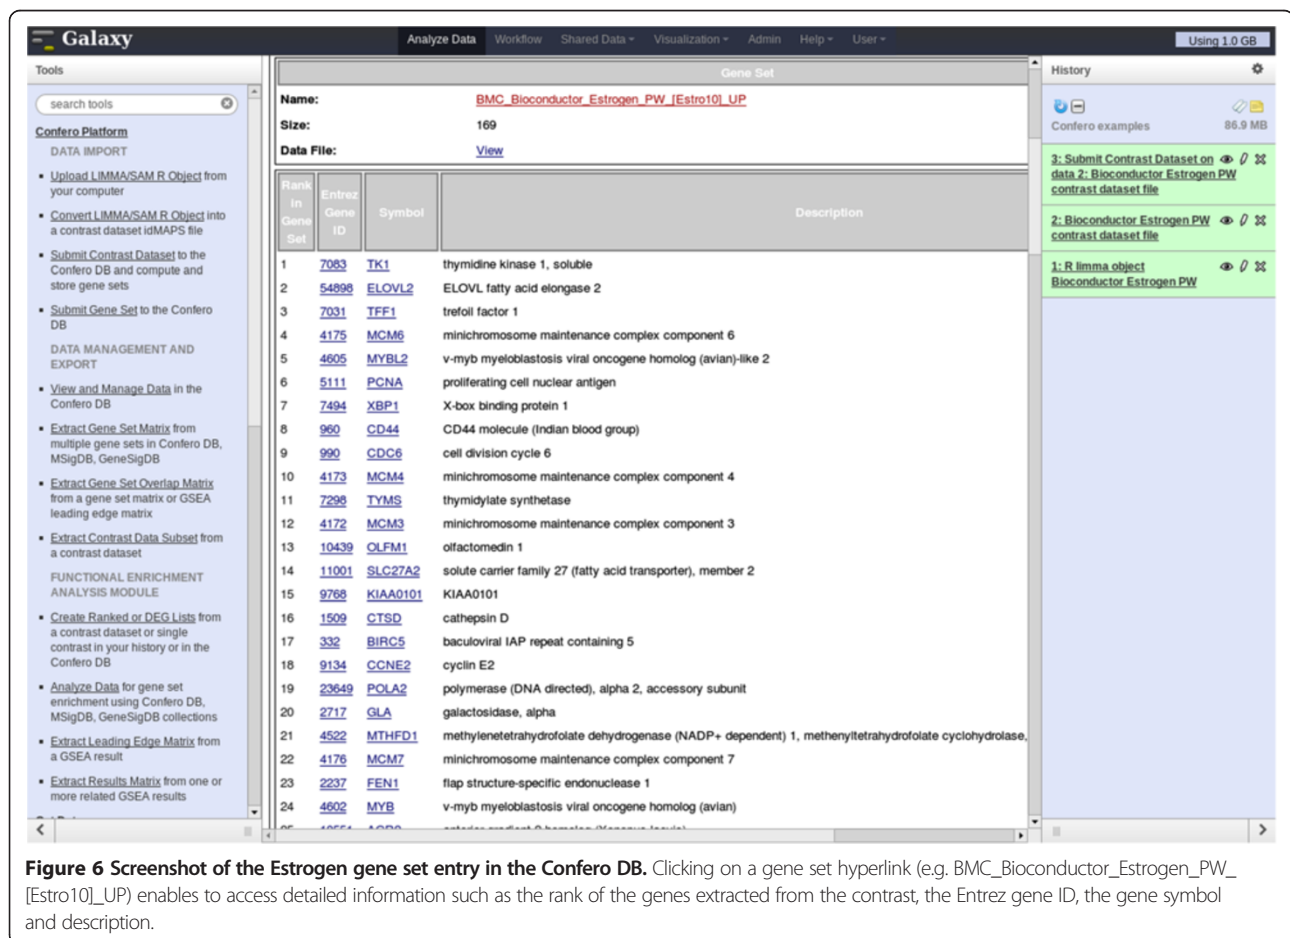 Galaxy
Analyze Data Workflow Shared Data Visualization Admin Help User
Using 1.0 GB
Tools
search tools
Confero Platform
DATA IMPORT
Upload LIMMA/SAM R Object from
your computer
Convert LIMMA/SAM R Object into
a contrast dataset idMAPS file
Submit Contrast Dataset to the
Confero DB and compute and
store gene sets
Submit Gene Set to the Confero
DB
DATA MANAGEMENT AND
EXPORT
View and Manage Data in the
Confero DB
Extract Gene Set Matrix from
multiple gene sets in Confero DB,
MSigDB, GeneSigDB
Extract Gene Set Overlap Matrix
from a gene set matrix or GSEA
leading edge matrix
Extract Contrast Data Subset from
a contrast dataset
FUNCTIONAL ENRICHMENT
ANALYSIS MODULE
Create Ranked or DEG Lists from
a contrast dataset or single
contrast in your history or in the
Confero DB
Analyze Data for gene set
enrichment using Confero DB,
MSigDB, GeneSigDB collections
Extract Leading Edge Matrix from
a GSEA result
Extract Results Matrix from one or
more related GSEA results
Gene Set
Name: BMC_Bioconductor_Estrogen_PW_[Estro10]_UP
Size: 169
Data File: View
Rank in Gene Set Entrez Gene ID Symbol Description
1 7083 TK1 thymidine kinase 1, soluble
2 54898 ELOVL2 ELOVL fatty acid elongase 2
3 7031 TFF1 trefoil factor 1
4 4175 MCM6 minichromosome maintenance complex component 6
5 4605 MYBL2 v-myb myeloblastosis viral oncogene homolog (avian)-like 2
6 5111 PCNA proliferating cell nuclear antigen
7 7494 XBP1 X-box binding protein 1
8 960 CD44 CD44 molecule (Indian blood group)
9 990 CDC6 cell division cycle 6
10 4173 MCM4 minichromosome maintenance complex component 4
11 7298 TYMS thymidylate synthetase
12 4172 MCM3 minichromosome maintenance complex component 3
13 10439 OLFM1 olfactomedin 1
14 11001 SLC27A2 solute carrier family 27 (fatty acid transporter), member 2
15 9768 KIAA0101 KIAA0101
16 1509 CTSD cathepsin D
17 332 BIRC5 baculoviral IAP repeat containing 5
18 9134 CCNE2 cyclin E2
19 23649 POLA2 polymerase (DNA directed), alpha 2, accessory subunit
20 2717 GLA galactosidase, alpha
21 4522 MTHFD1 methylenetetrahydrofolate dehydrogenase (NADP+ dependent) 1, methenyltetrahydrofolate cyclohydrolase,
22 4176 MCM7 minichromosome maintenance complex component 7
23 2237 FEN1 flap structure-specific endonuclease 1
24 4602 MYB v-myb myeloblastosis viral oncogene homolog (avian)
History
Confero examples 86.9 MB
3: Submit Contrast Dataset on
data 2: Bioconductor Estrogen PW
contrast dataset file
2: Bioconductor Estrogen PW
contrast dataset file
1: R limma object
Bioconductor Estrogen PW
Figure 6 Screenshot of the Estrogen gene set entry in the Confero DB. Clicking on a gene set hyperlink (e.g. BMC_Bioconductor_Estrogen_PW_
[Estro10]_UP) enables to access detailed information such as the rank of the genes extracted from the contrast, the Entrez gene ID, the gene symbol
and description.